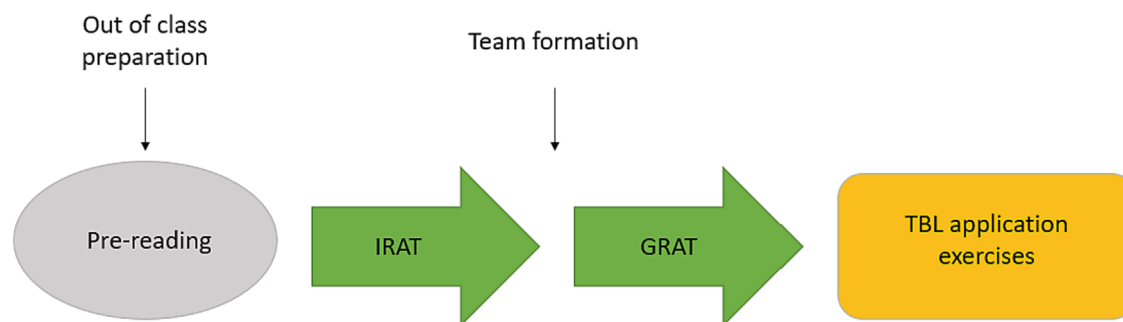 Out of class
preparation
Team formation
Pre-reading
IRAT
GRAT
TBL application
exercises